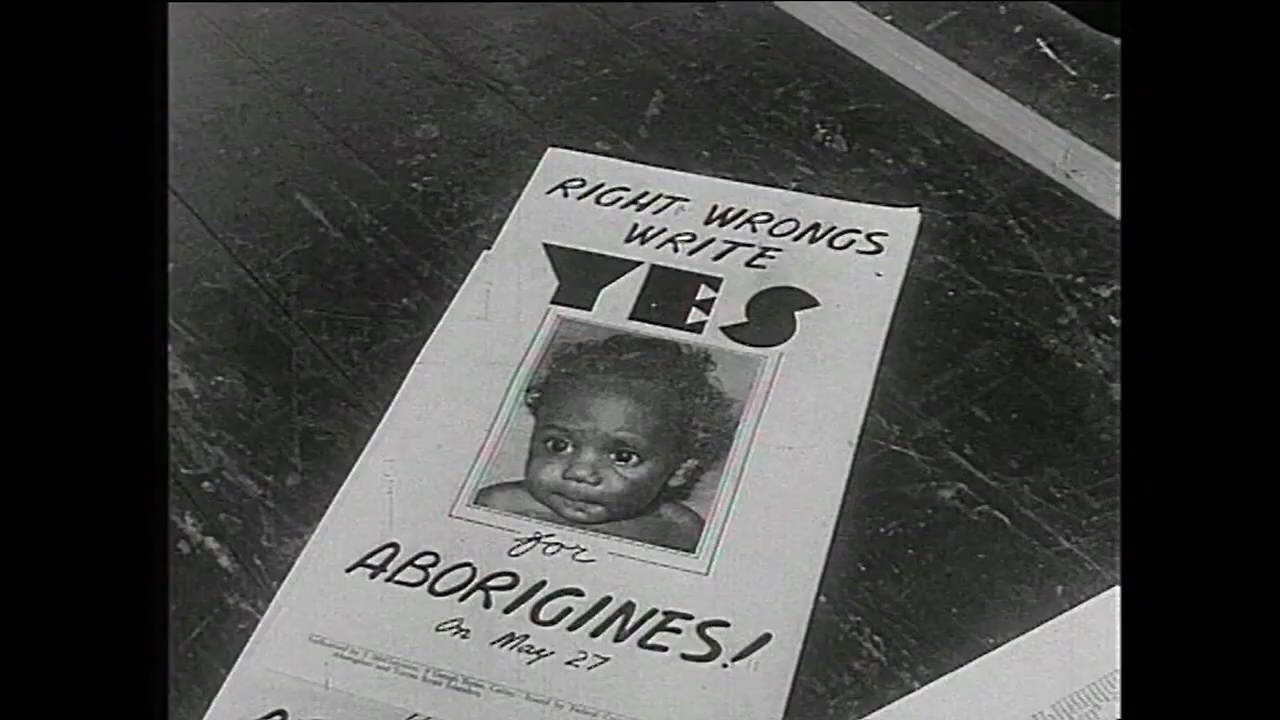 RIGHT WRONGS
WRITE
YES
for
ABORIGINES!
on May 27